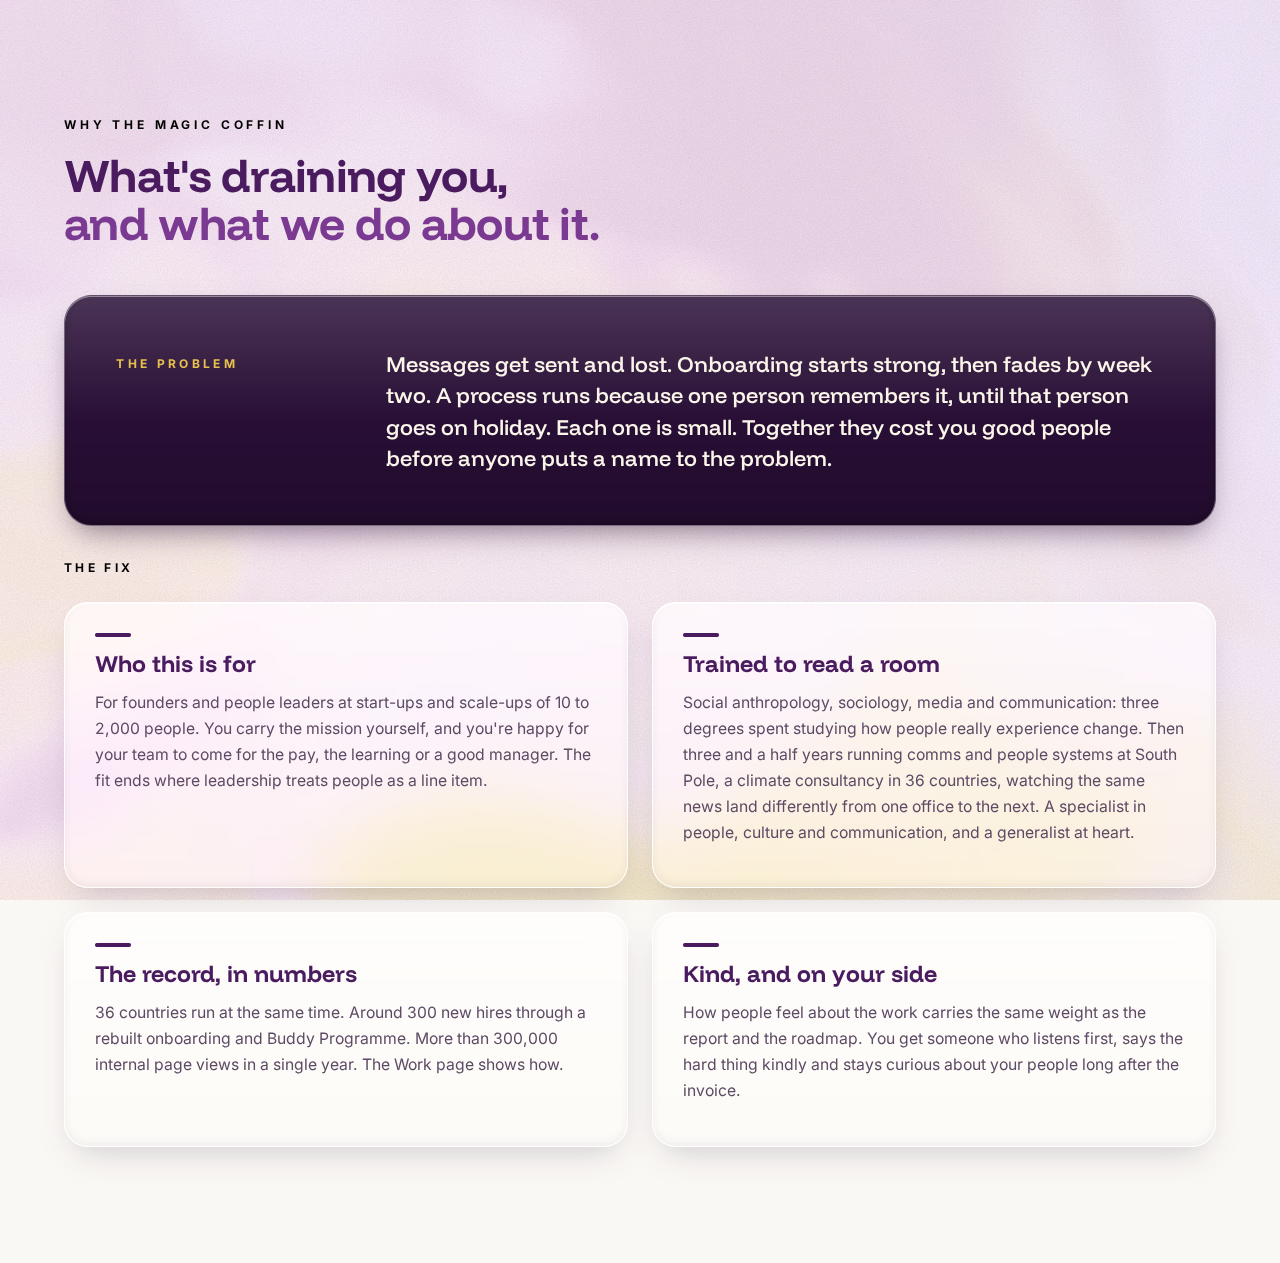 WHY THE MAGIC COFFIN
What's draining you,
and what we do about it.
THE PROBLEM
Messages get sent and lost. Onboarding starts strong, then fades by week
two. A process runs because one person remembers it, until that person
goes on holiday. Each one is small. Together they cost you good people
before anyone puts a name to the problem.
THE FIX
Who this is for
For founders and people leaders at start-ups and scale-ups of 10 to
2,000 people. You carry the mission yourself, and you're happy for
your team to come for the pay, the learning or a good manager. The
fit ends where leadership treats people as a line item.
Trained to read a room
Social anthropology, sociology, media and communication: three
degrees spent studying how people really experience change. Then
three and a half years running comms and people systems at South
Pole, a climate consultancy in 36 countries, watching the same
news land differently from one office to the next. A specialist in
people, culture and communication, and a generalist at heart.
The record, in numbers
36 countries run at the same time. Around 300 new hires through a
rebuilt onboarding and Buddy Programme. More than 300,000
internal page views in a single year. The Work page shows how.
Kind, and on your side
How people feel about the work carries the same weight as the
report and the roadmap. You get someone who listens first, says the
hard thing kindly and stays curious about your people long after the
invoice.